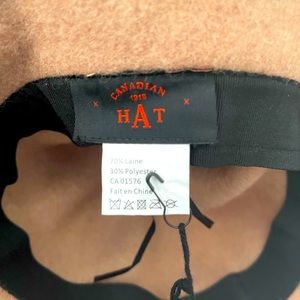 CANADIAN
1918
HAT
70% Laine
30% Polyester
CA 01576
Fait en Chine